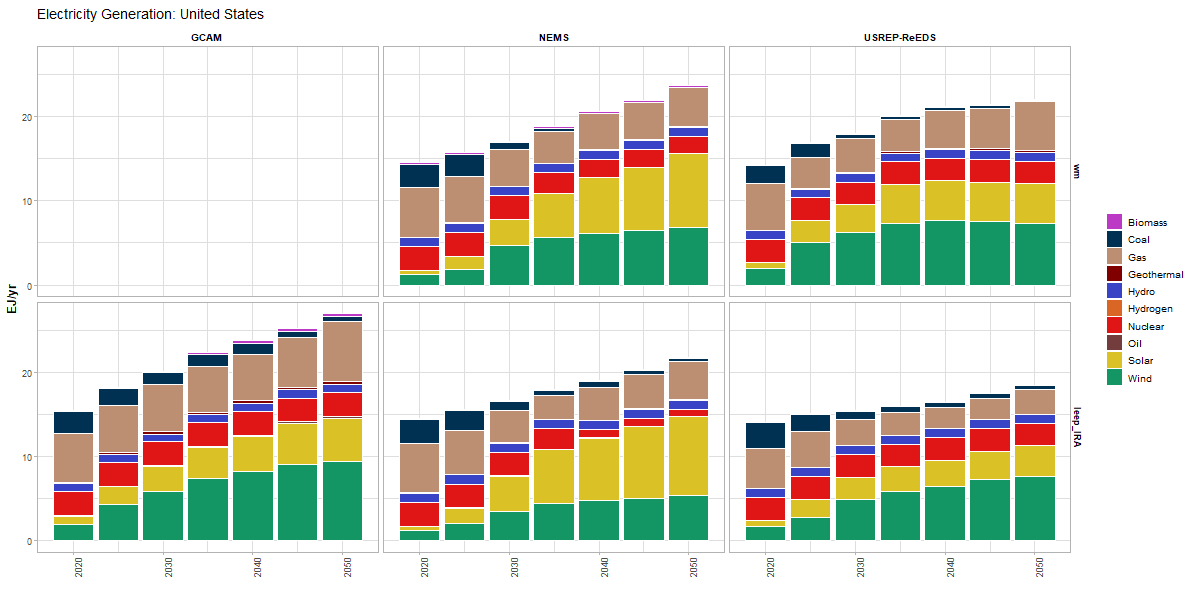 Electricity Generation: United States
GCAM
NEMS
USREP-ReEDS
20
10
0
wm
EJ/yr
20
10
0
leep_IRA
2020
2030
2040
2050
2020
2030
2040
2050
2020
2030
2040
2050
Biomass
Coal
Gas
Geothermal
Hydro
Hydrogen
Nuclear
Oil
Solar
Wind